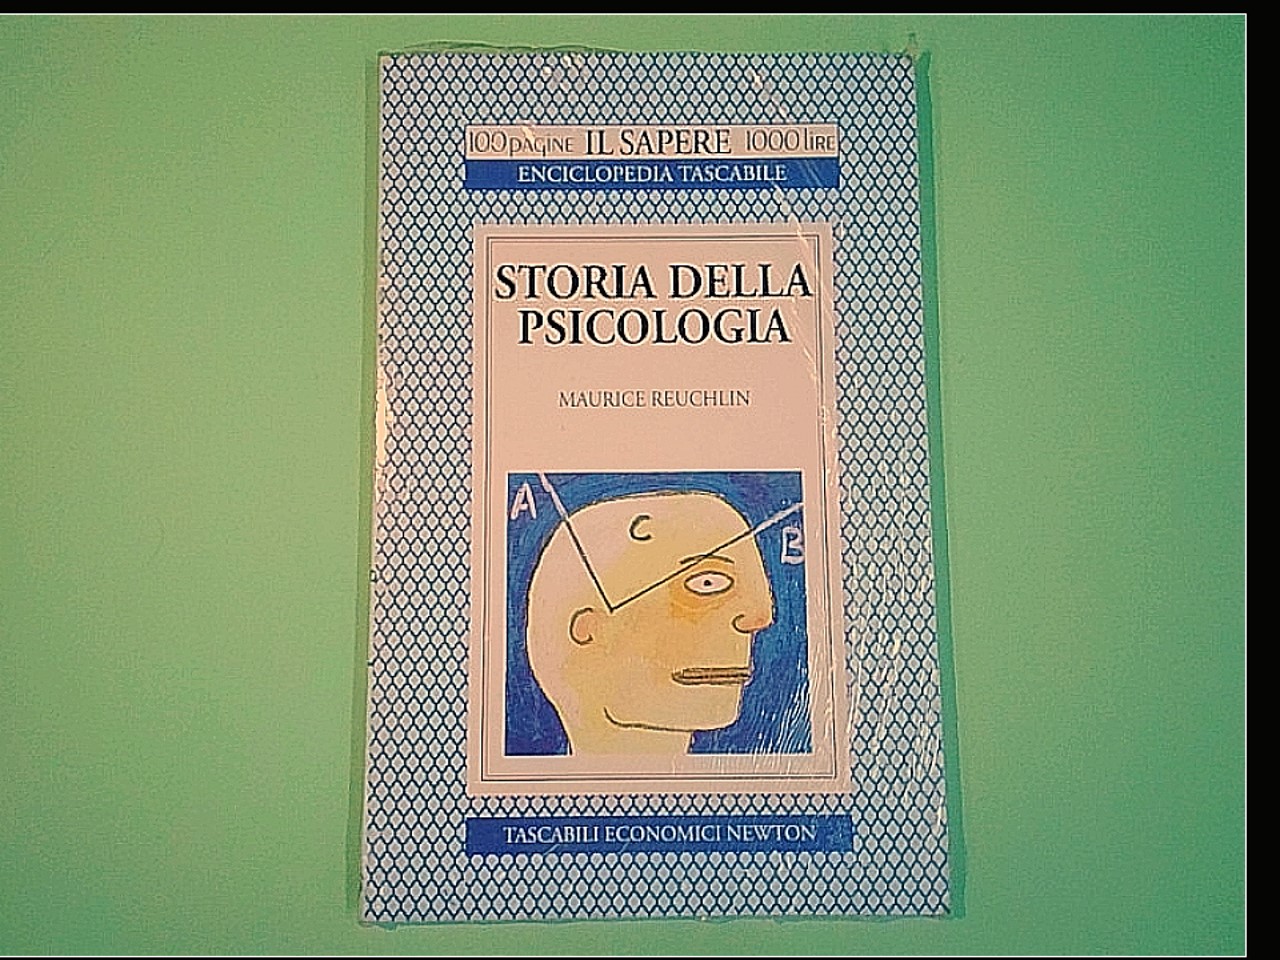 100 pagine IL SAPERE 1000 lire
ENCICLOPEDIA TASCABILE
STORIA DELLA
PSICOLOGIA
MAURICE REUCHLIN
A
C
B
TASCABILI ECONOMICI NEWTON